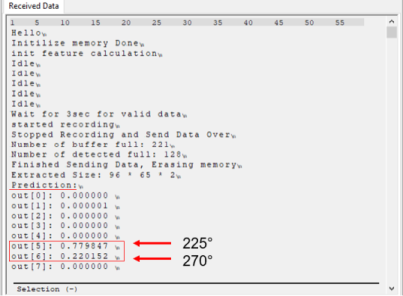 Received Data
1 5 10 15 20 25 30 35 40 45 50 55
Hello␊
Initilize memory Done␊
init feature calculation␊
Idle␊
Idle␊
Idle␊
Idle␊
Idle␊
Wait for 3sec for valid data␊
started recording␊
Stopped Recording and Send Data Over␊
Number of buffer full: 221␊
Number of detected full: 128␊
Finished Sending Data, Erasing memory␊
Extracted Size: 96 * 65 * 2␊
Prediction:␊
out[0]: 0.000000 ␊
out[1]: 0.000001 ␊
out[2]: 0.000000 ␊
out[3]: 0.000000 ␊
out[4]: 0.000000 ␊
out[5]: 0.779847 ␊ 225°
out[6]: 0.220152 ␊ 270°
out[7]: 0.000000 ␊
Selection (-)